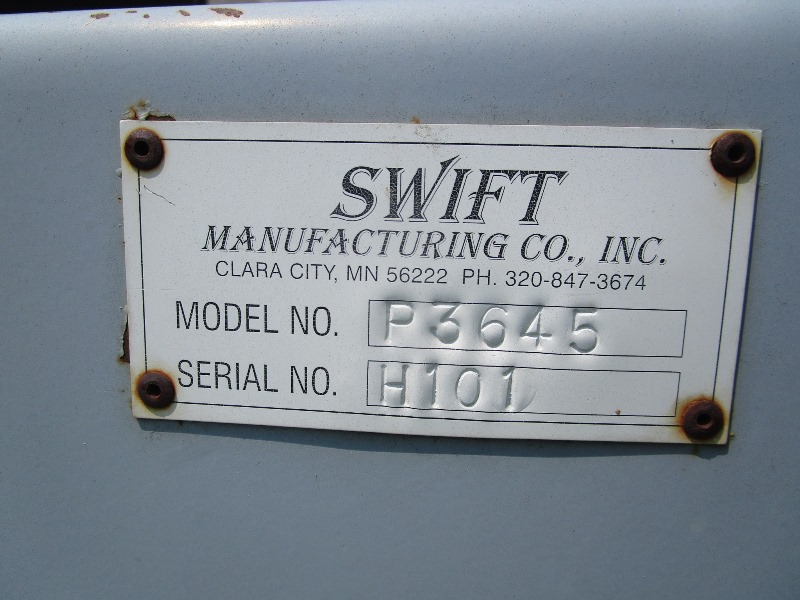 SWIFT
MANUFACTURING CO., INC.
CLARA CITY, MN 56222 PH. 320-847-3674
MODEL NO. P3645
SERIAL NO. H101